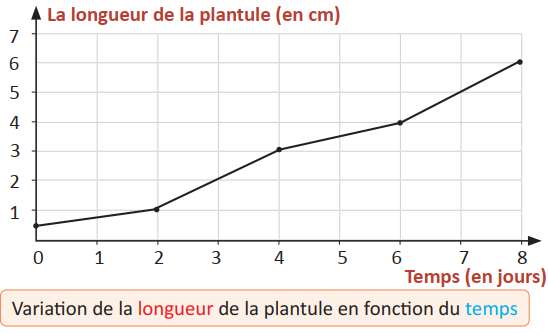 La longueur de la plantule (en cm)
7
6
5
4
3
2
1
0 1 2 3 4 5 6 7 8
Temps (en jours)
Variation de la longueur de la plantule en fonction du temps